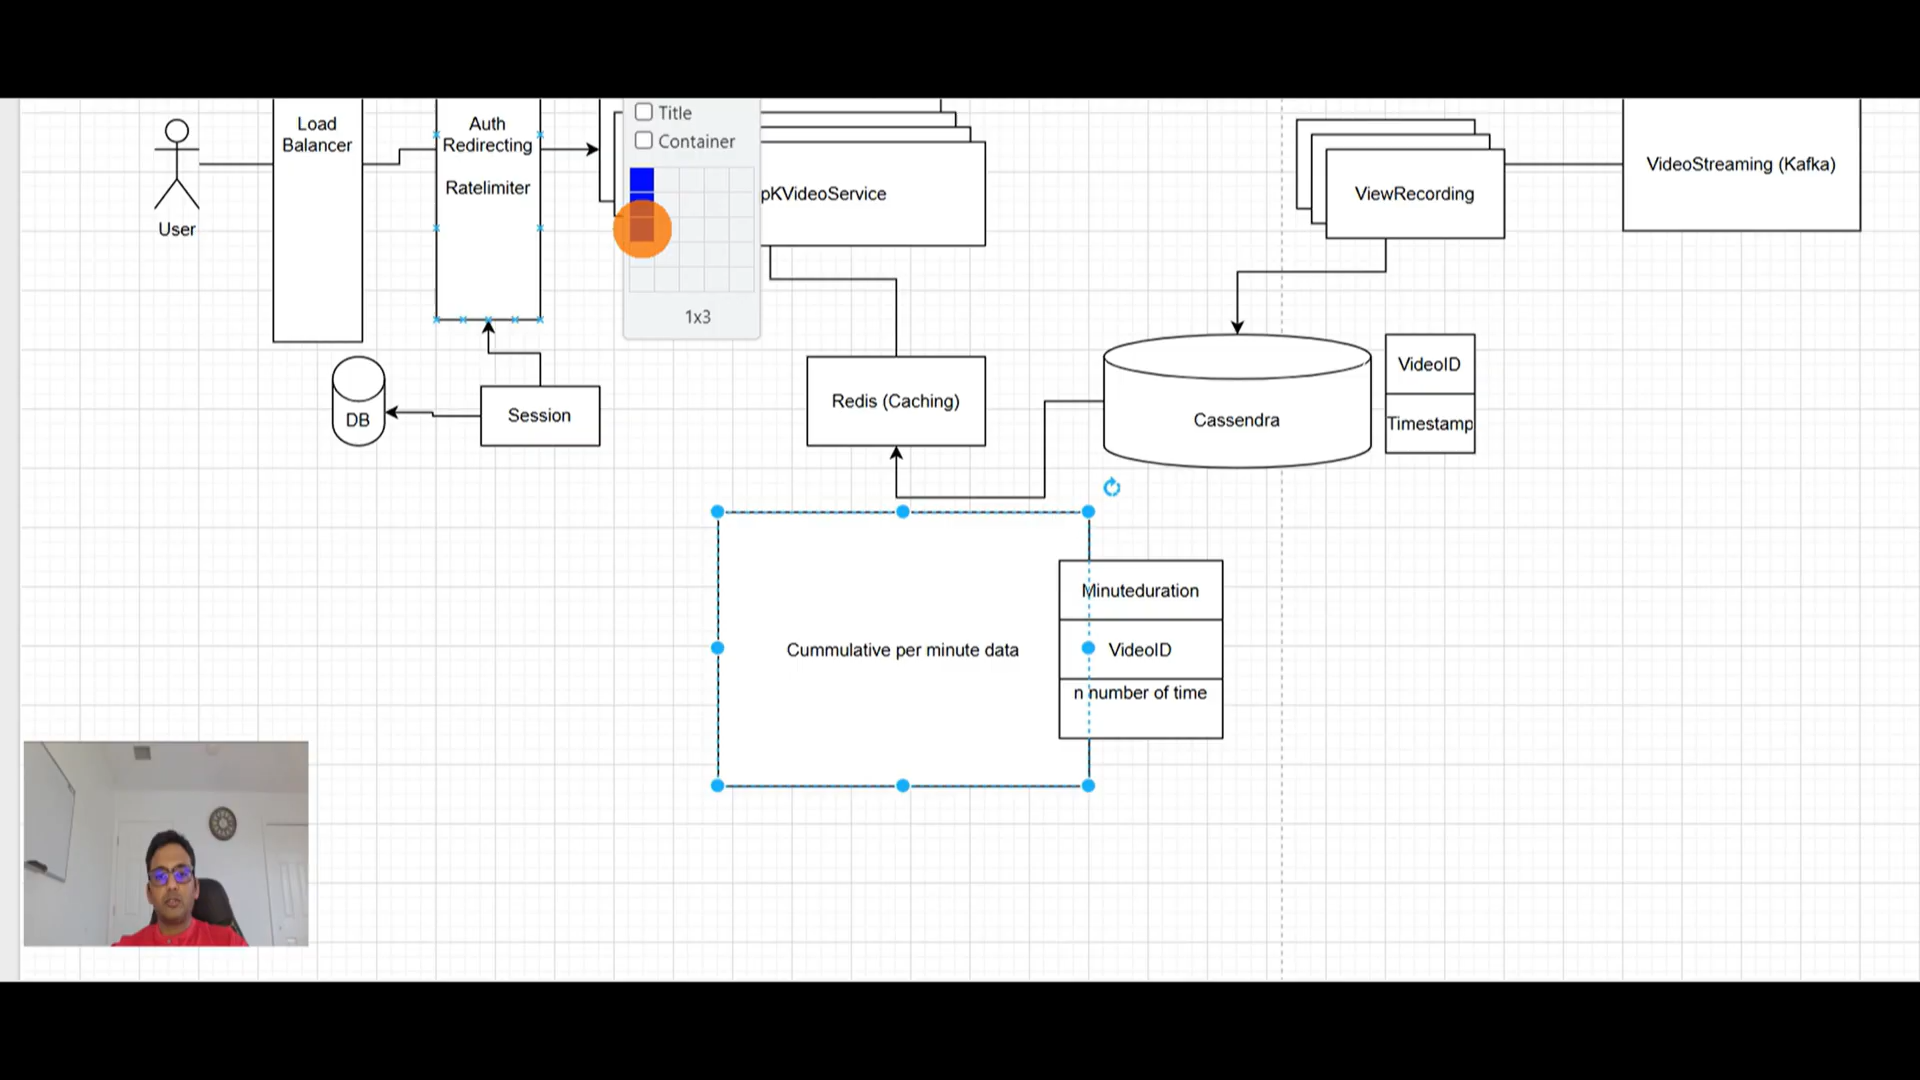 Title
Container
Load
Balancer
Auth
Redirecting
Ratelimiter
User
pKVideoService
1x3
ViewRecording
VideoStreaming (Kafka)
DB
Session
Redis (Caching)
Cassendra
VideoID
Timestamp
Cummulative per minute data
Minuteduration
VideoID
n number of time